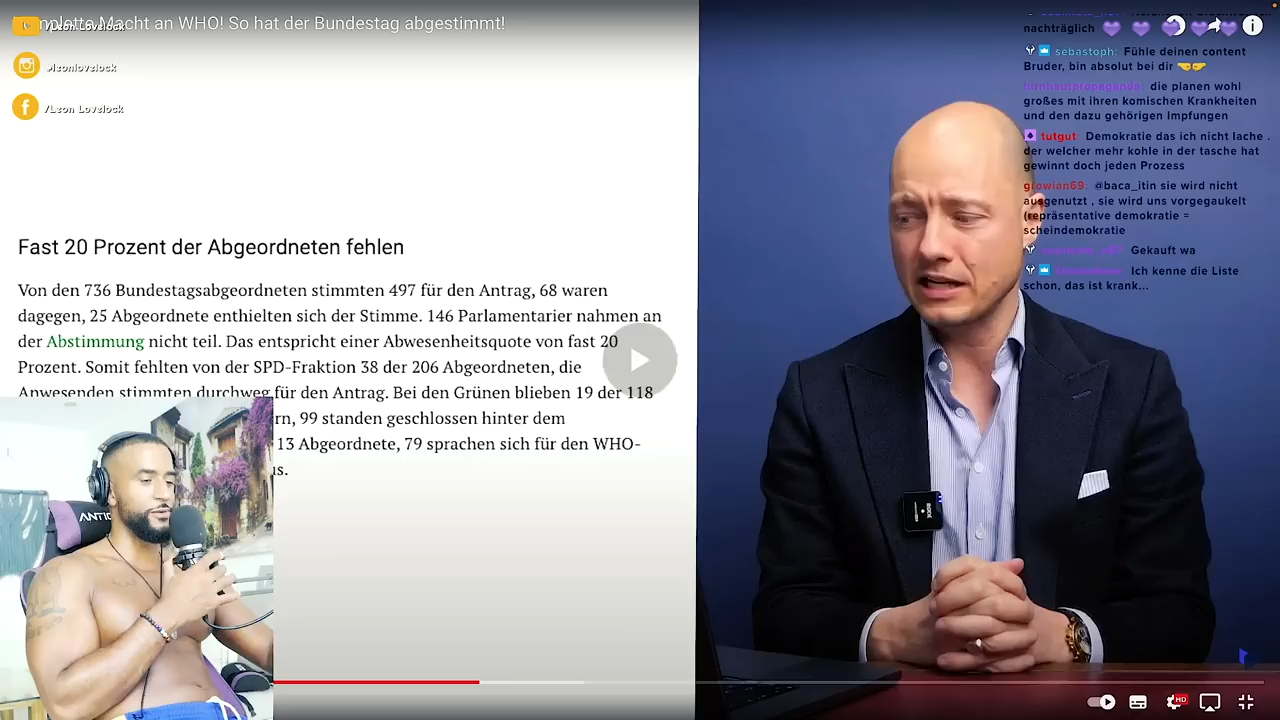 Macht an WHO! So hat der Bundestag abgestimmt!
/Leon Lovelock
#leonlovelock
/Leon Lovelock
Fast 20 Prozent der Abgeordneten fehlen
Von den 736 Bundestagsabgeordneten stimmten 497 für den Antrag, 68 waren
dagegen, 25 Abgeordnete enthielten sich der Stimme. 146 Parlamentarier nahmen an
der Abstimmung nicht teil. Das entspricht einer Abwesenheitsquote von fast 20
Prozent. Somit fehlten von der SPD-Fraktion 38 der 206 Abgeordneten, die
Anwesenden stimmten durchweg für den Antrag. Bei den Grünen blieben 19 der 118
rn, 99 standen geschlossen hinter dem
13 Abgeordnete, 79 sprachen sich für den WHO-
us.
ANTIC
nachträglich
sebastoph: Fühle deinen content
Bruder, bin absolut bei dir
hirnhautpropaganda: die planen wohl
großes mit ihren komischen Krankheiten
und den dazu gehörigen Impfungen
tutgut: Demokratie das ich nicht lache .
der welcher mehr kohle in der tasche hat
gewinnt doch jeden Prozess
growian69: @baca_itin sie wird nicht
ausgenutzt , sie wird uns vorgegaukelt
(repräsentative demokratie =
scheindemokratie
Gekauft wa
Ich kenne die Liste
schon, das ist krank...
RØDE
HD